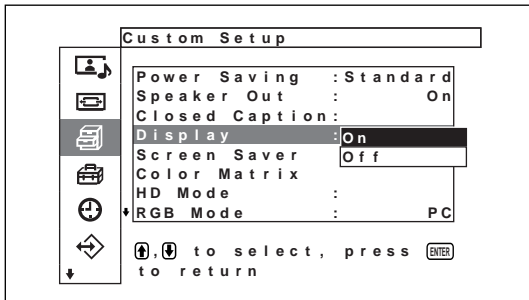 Custom Setup
Power Saving :Standard
Speaker Out : On
Closed Caption:
Display :On
Off
Screen Saver
Color Matrix
HD Mode :
RGB Mode : PC
, to select, press ENTER
to return